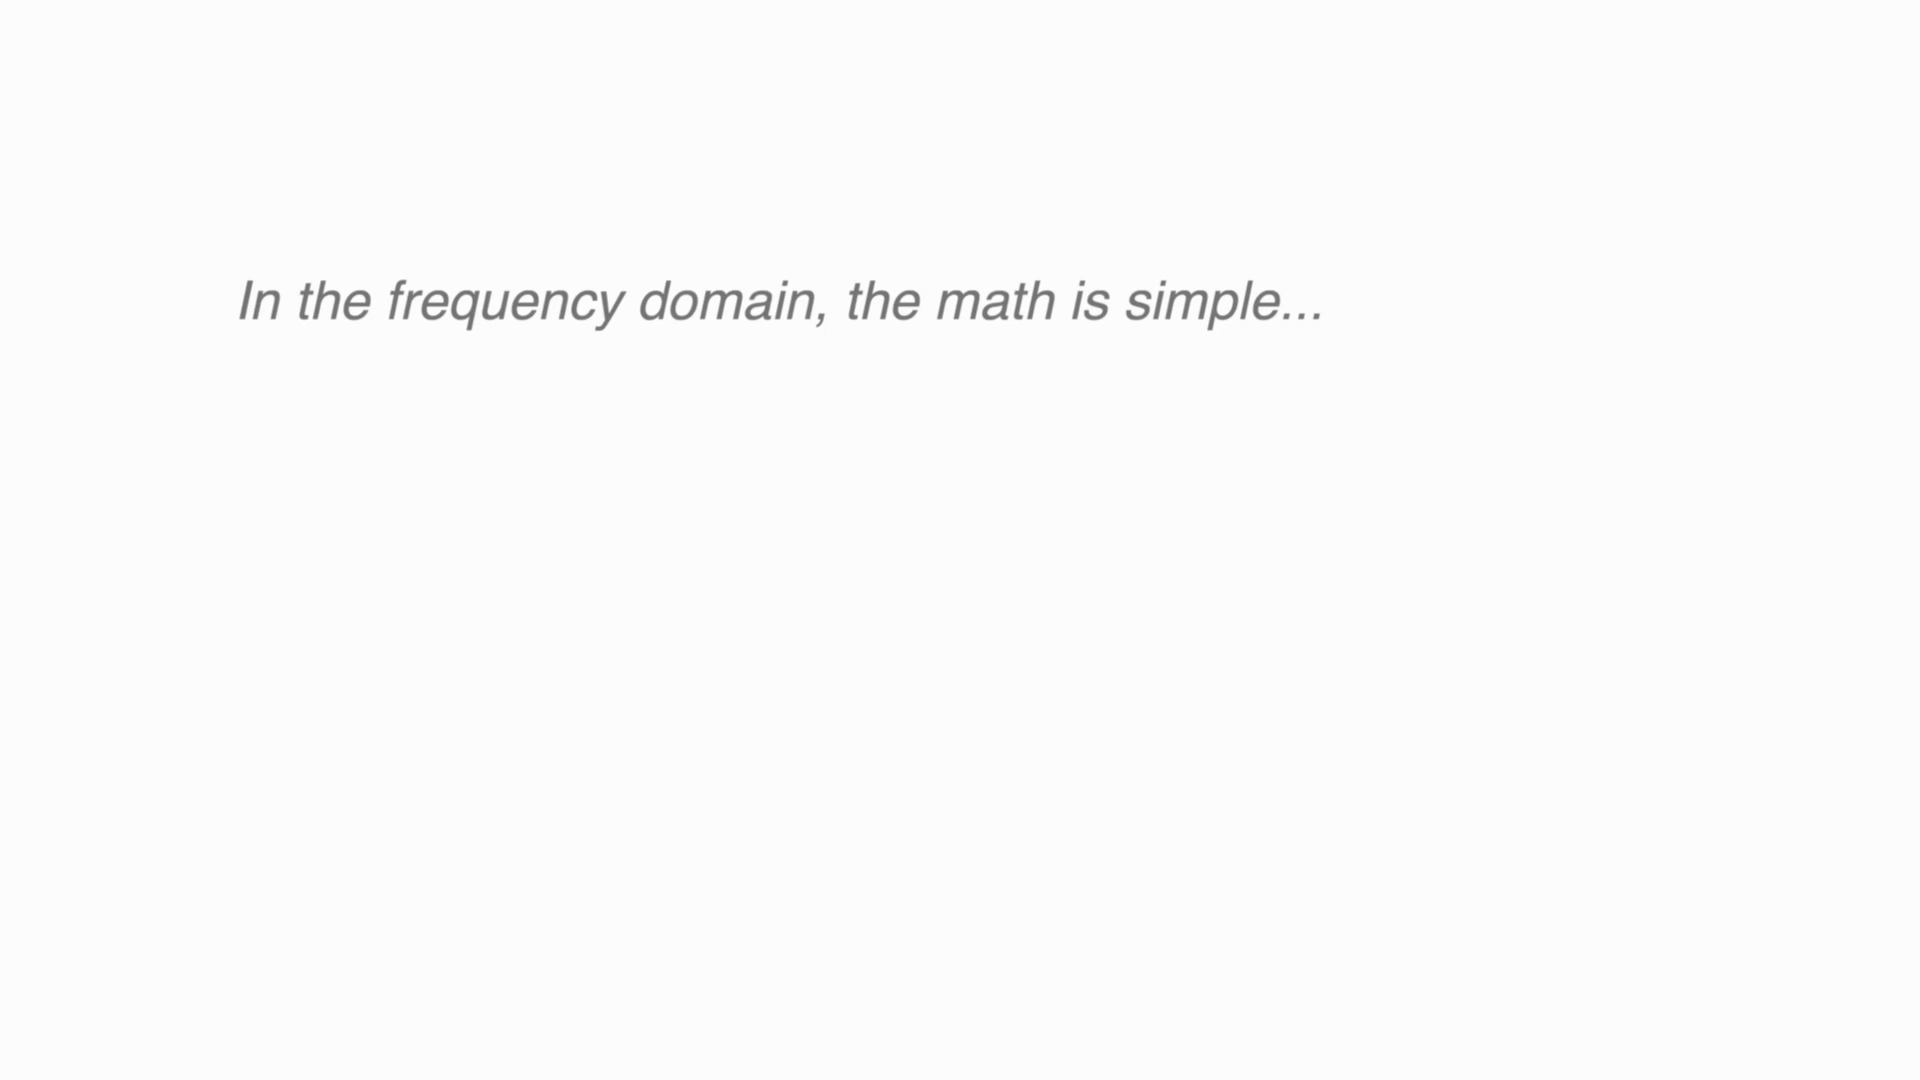 In the frequency domain, the math is simple...